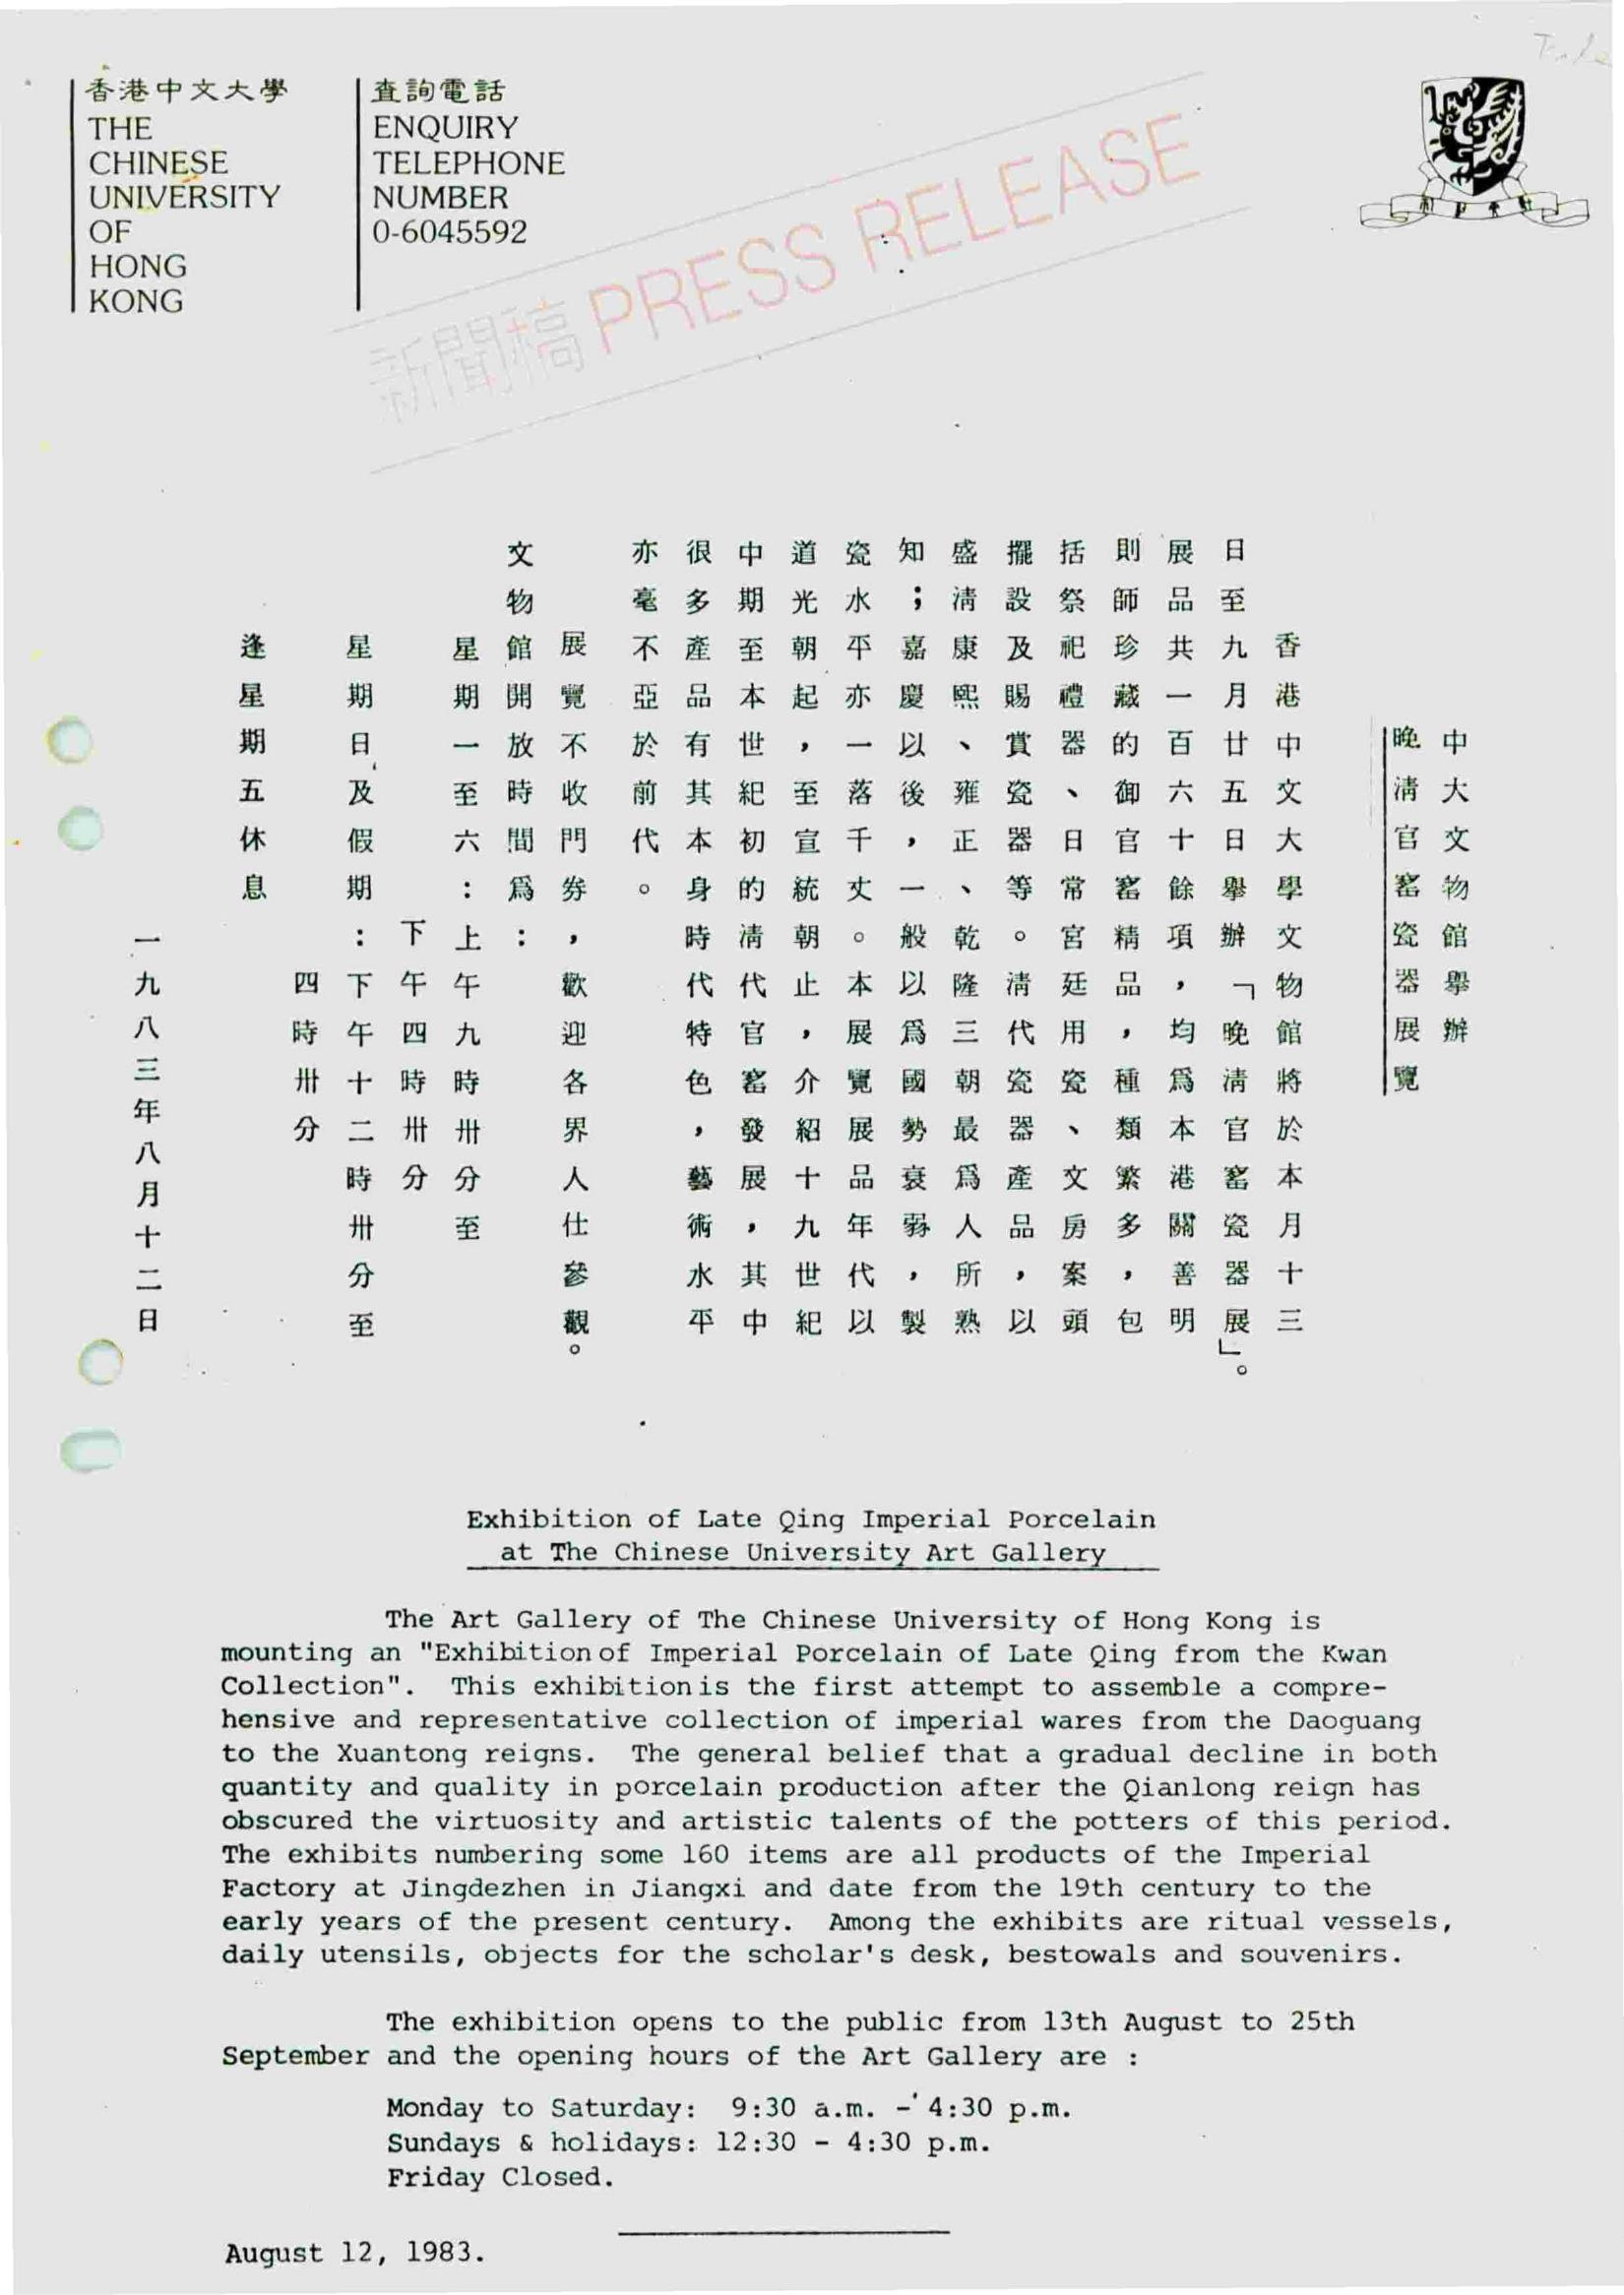 香港中文大學
THE
CHINESE
UNIVERSITY
OF
HONG
KONG
查詢電話
ENQUIRY
TELEPHONE
NUMBER
0-6045592
新聞稿 PRESS RELEASE
中大文物館舉辦
晚清官窰瓷器展覽
香港中文大學文物館將於本月十三
日至九月廿五日舉辦「晚清官窰瓷器展」。
展品共一百六十餘項，均爲本港關善明
則師珍藏的御官窰精品，種類繁多，包
括祭祀禮器、日常宮廷用瓷、文房案頭
擺設及賜賞瓷器等。清代瓷器產品，以
盛清康熙、雍正、乾隆三朝最爲人所熟
知；嘉慶以後，一般以爲國勢衰弱，製
瓷水平亦一落千丈。本展覽展品年代以
道光朝起，至宣統朝止，介紹十九世紀
中期至本世紀初的清代官窰發展，其中
很多產品有其本身時代特色，藝術水平
亦毫不亞於前代。
展覽不收門券，歡迎各界人仕參觀。
文物館開放時間爲：
星期一至六：上午九時卅分至
下午四時卅分
星期日及假期：下午十二時卅分至
四時卅分
逢星期五休息
一九八三年八月十二日
Exhibition of Late Qing Imperial Porcelain
at The Chinese University Art Gallery
The Art Gallery of The Chinese University of Hong Kong is
mounting an "Exhibition of Imperial Porcelain of Late Qing from the Kwan
Collection". This exhibition is the first attempt to assemble a compre-
hensive and representative collection of imperial wares from the Daoguang
to the Xuantong reigns. The general belief that a gradual decline in both
quantity and quality in porcelain production after the Qianlong reign has
obscured the virtuosity and artistic talents of the potters of this period.
The exhibits numbering some 160 items are all products of the Imperial
Factory at Jingdezhen in Jiangxi and date from the 19th century to the
early years of the present century. Among the exhibits are ritual vessels,
daily utensils, objects for the scholar's desk, bestowals and souvenirs.
The exhibition opens to the public from 13th August to 25th
September and the opening hours of the Art Gallery are :
Monday to Saturday: 9:30 a.m. - 4:30 p.m.
Sundays & holidays: 12:30 - 4:30 p.m.
Friday Closed.
August 12, 1983.